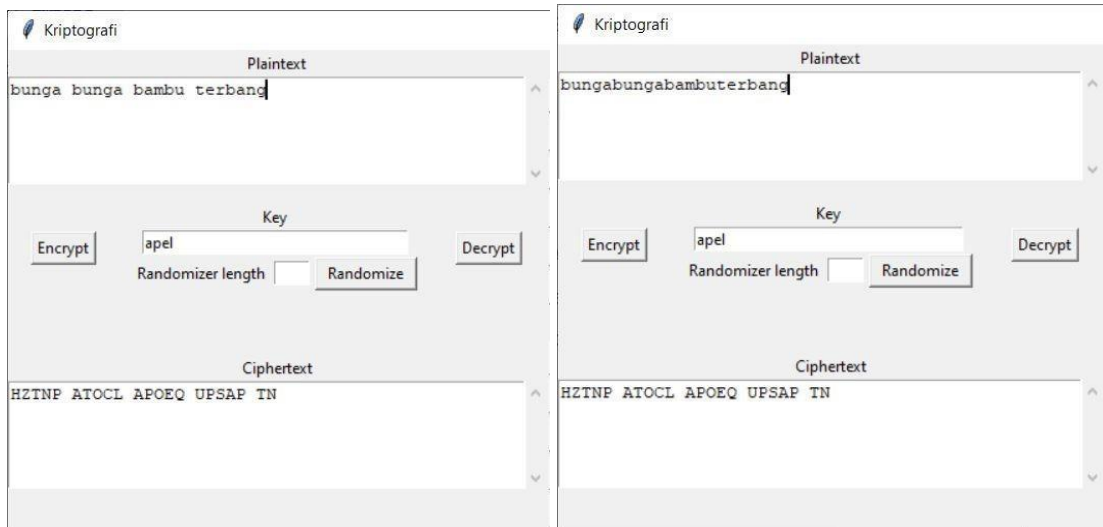 Kriptografi
Plaintext
bunga bunga bambu terbang
Key
Encrypt
apel
Decrypt
Randomizer length
Randomize
Ciphertext
HZTNP ATOCL APOEQ UPSAP TN
Kriptografi
Plaintext
bungabungabambuterbang
Key
Encrypt
apel
Decrypt
Randomizer length
Randomize
Ciphertext
HZTNP ATOCL APOEQ UPSAP TN